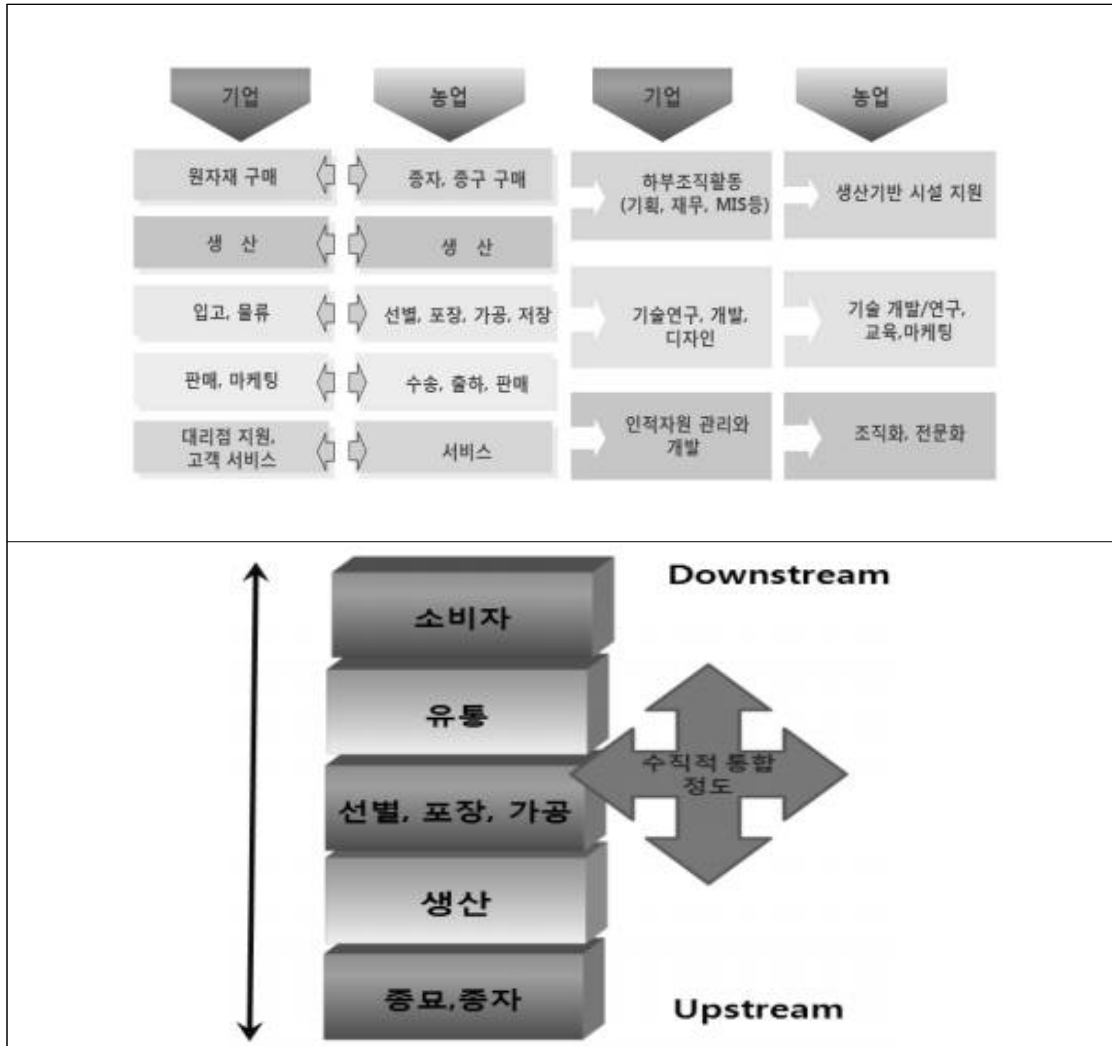 기업
농업
기업
농업
원자재 구매
종자, 종구 구매
하부조직활동
(기획, 재무, MIS등)
생산기반 시설 지원
생 산
생 산
입고, 물류
선별, 포장, 가공, 저장
기술연구, 개발,
디자인
기술 개발/연구,
교육,마케팅
판매, 마케팅
수송, 출하, 판매
대리점 지원,
고객 서비스
서비스
인적자원 관리와
개발
조직화, 전문화
Downstream
소비자
유통
수직적 통합
정도
선별, 포장, 가공
생산
종묘,종자
Upstream